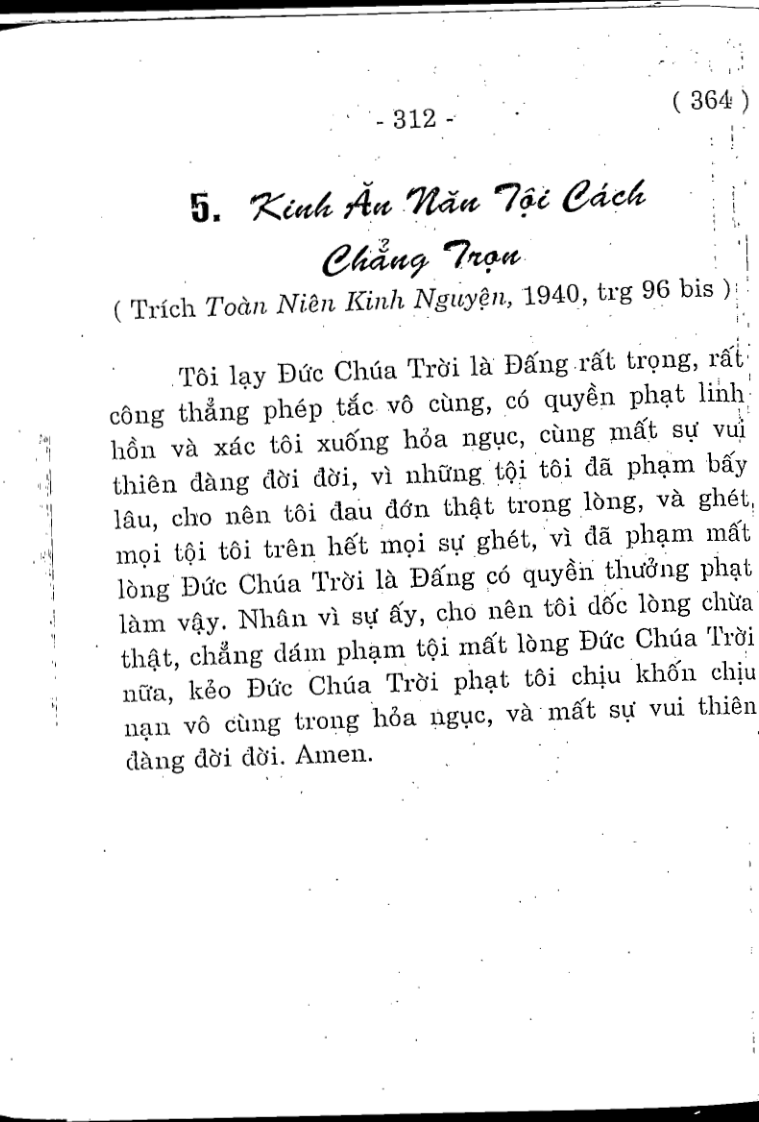 - 312 -
( 364 )
5. Kinh Ăn Năn Tội Cách
Chẳng Trọn
( Trích Toàn Niên Kinh Nguyện, 1940, trg 96 bis )
Tôi lạy Đức Chúa Trời là Đấng rất trọng, rất
công thẳng phép tắc vô cùng, có quyền phạt linh
hồn và xác tôi xuống hỏa ngục, cùng mất sự vui
thiên đàng đời đời, vì những tội tôi đã phạm bấy
lâu, cho nên tôi đau đớn thật trong lòng, và ghét
mọi tội tôi trên hết mọi sự ghét, vì đã phạm mất
lòng Đức Chúa Trời là Đấng có quyền thưởng phạt
làm vậy. Nhân vì sự ấy, cho nên tôi dốc lòng chừa
thật, chẳng dám phạm tội mất lòng Đức Chúa Trời
nữa, kẻo Đức Chúa Trời phạt tôi chịu khốn chịu
nạn vô cùng trong hỏa ngục, và mất sự vui thiên
đàng đời đời. Amen.